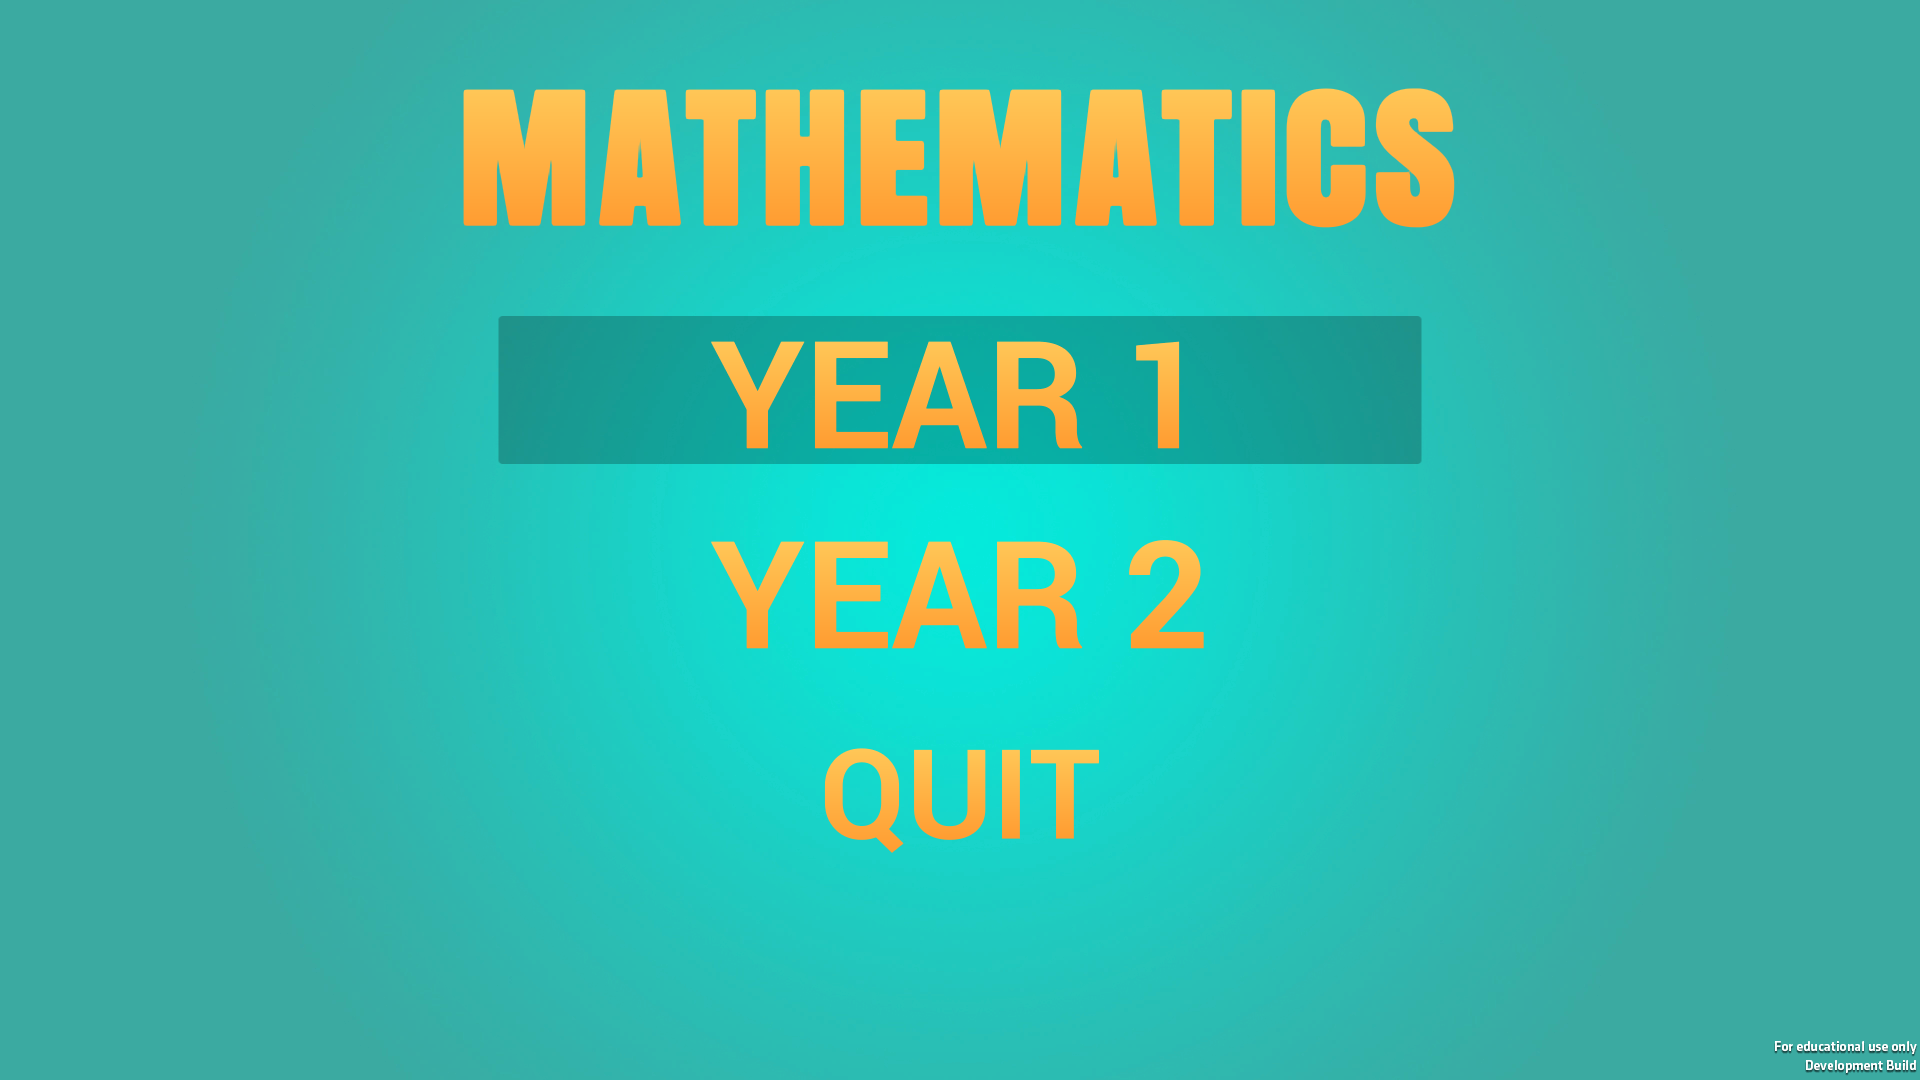 MATHEMATICS
YEAR 1
YEAR 2
QUIT
For educational use only
Development Build